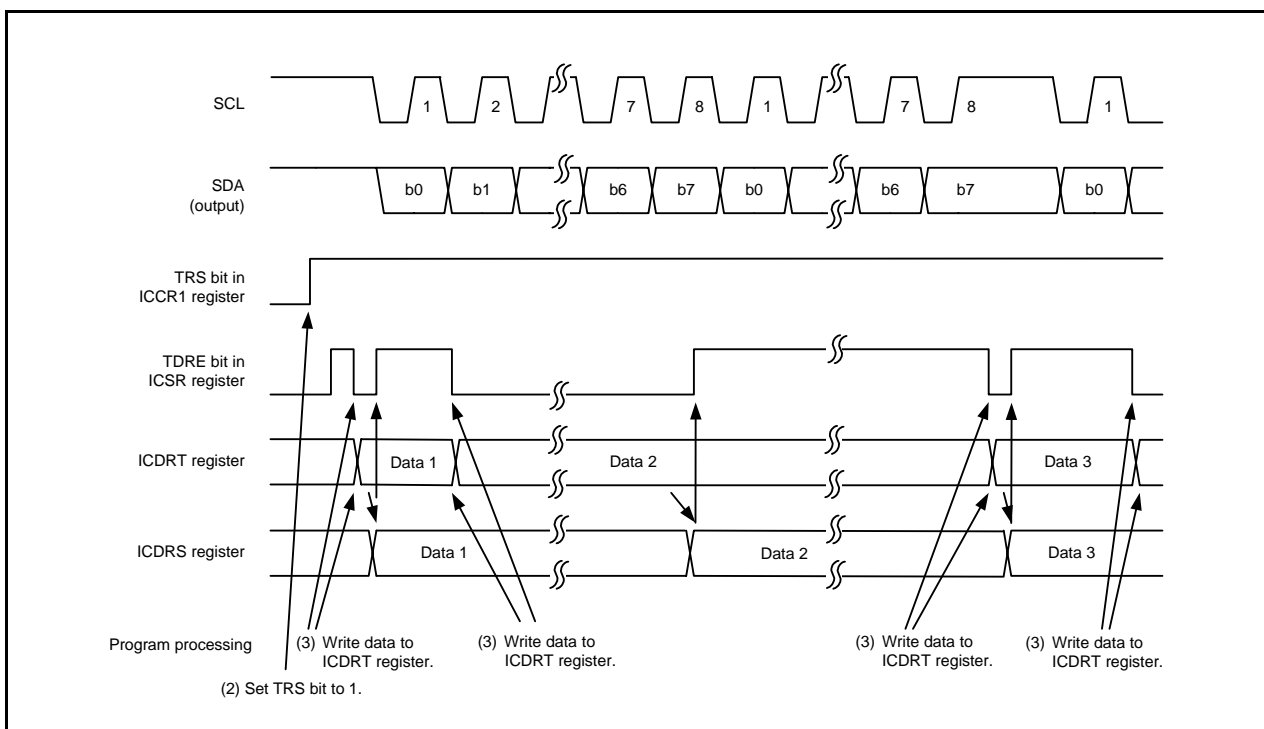 SCL
1 2 7 8 1 7 8 1
SDA
(output)
b0 b1 b6 b7 b0 b6 b7 b0
TRS bit in
ICCR1 register
TDRE bit in
ICSR register
ICDRT register
Data 1 Data 2 Data 3
ICDRS register
Data 1 Data 2 Data 3
Program processing
(3) Write data to
ICDRT register.
(3) Write data to
ICDRT register.
(3) Write data to
ICDRT register.
(3) Write data to
ICDRT register.
(2) Set TRS bit to 1.